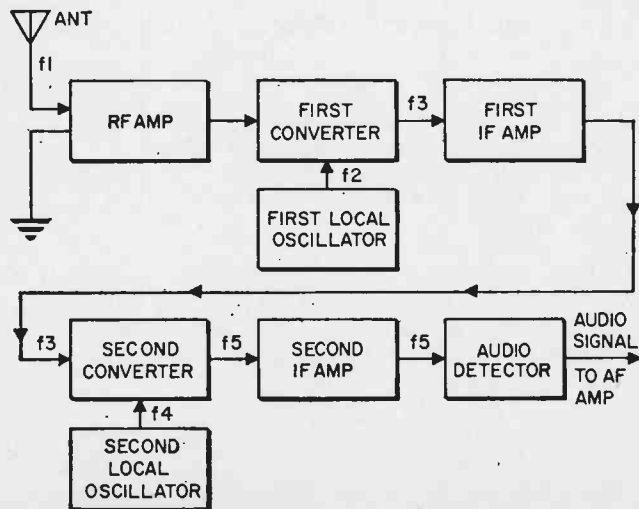 ANT
f1
RF AMP
FIRST
CONVERTER
f3
FIRST
IF AMP
f2
FIRST LOCAL
OSCILLATOR
f3
SECOND
CONVERTER
f5
SECOND
IF AMP
f5
AUDIO
DETECTOR
AUDIO
SIGNAL
TO AF
AMP
f4
SECOND
LOCAL
OSCILLATOR